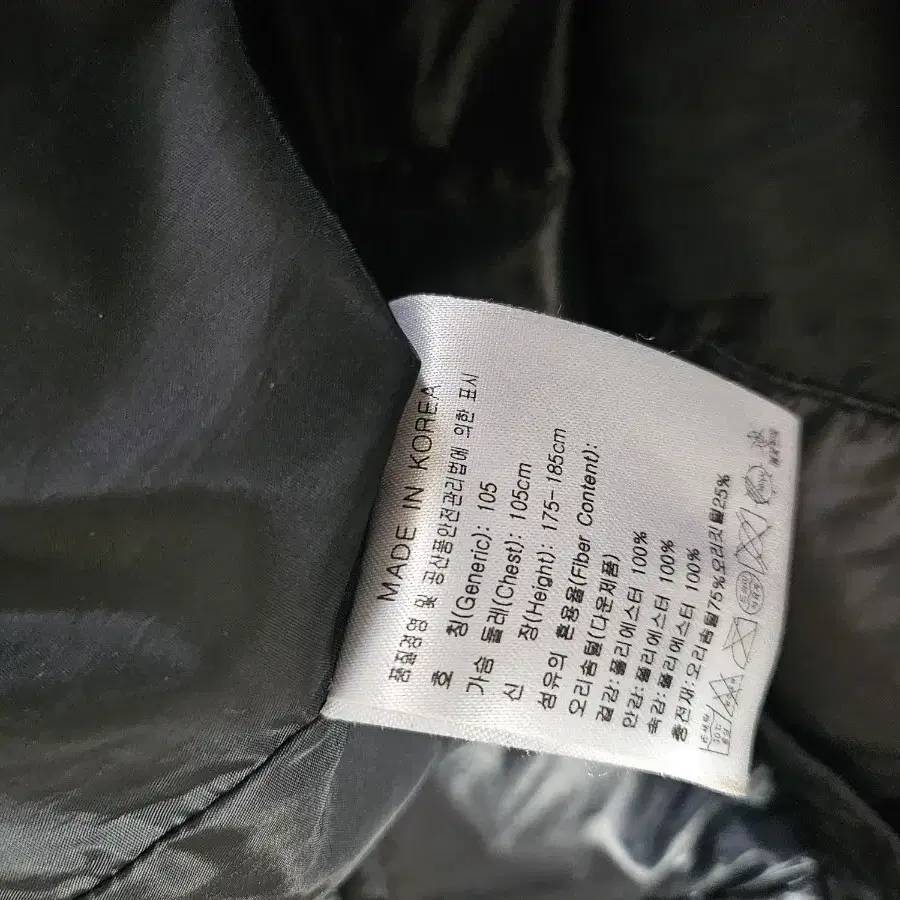 MADE IN KOREA
품질경영 및 공산품안전관리법에 의한 표시
호 칭(Generic): 105
가슴 둘레(Chest): 105cm
신 장(Height): 175-185cm
섬유의 혼용율(Fiber Content):
오리솜털(다운제품)
겉감: 폴리에스터 100%
안감: 폴리에스터 100%
속감: 폴리에스터 100%
충전재: 오리솜털75%오리깃털25%